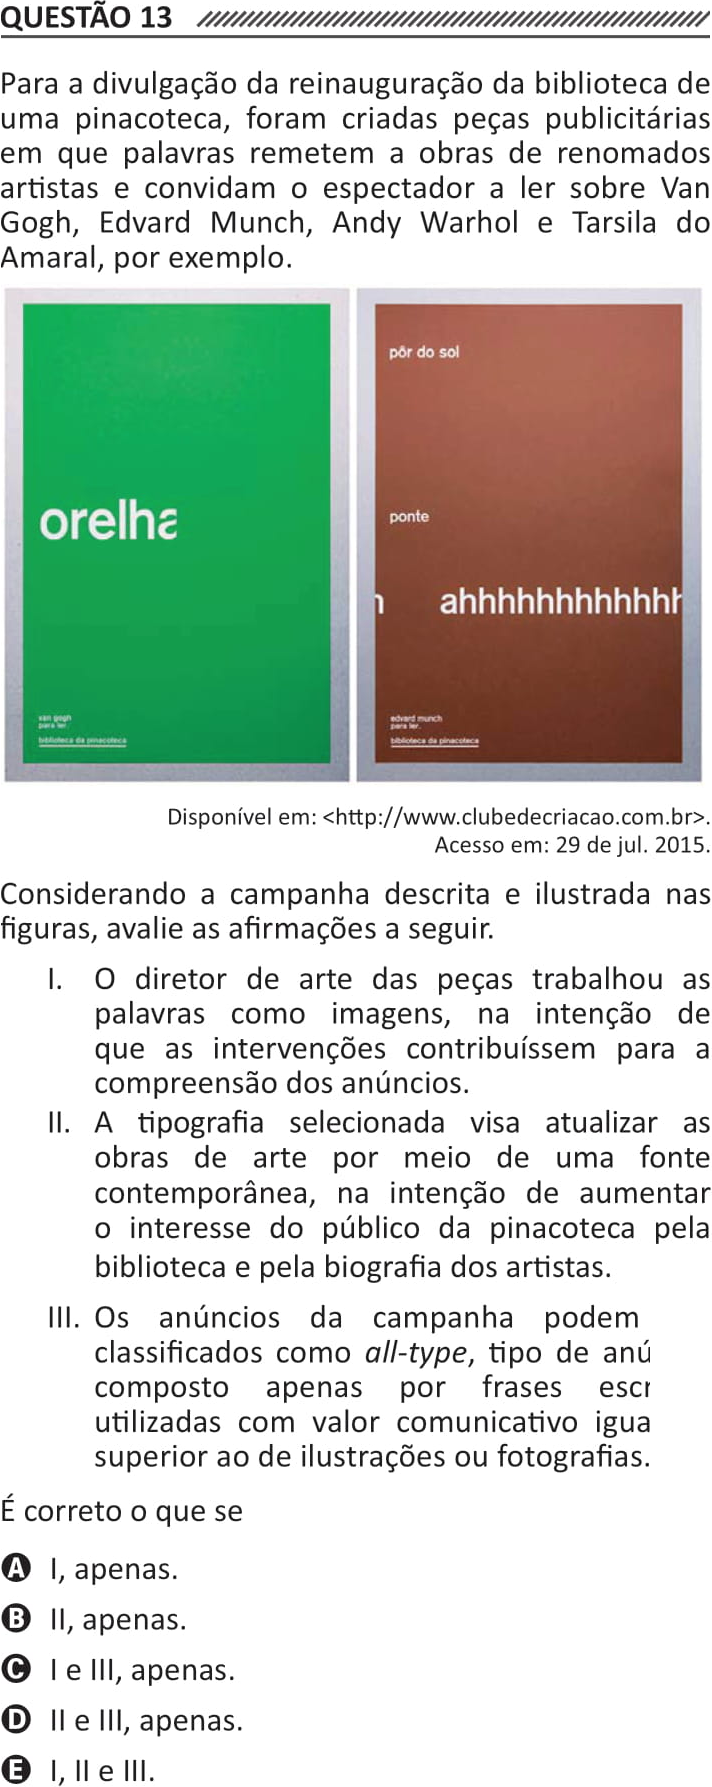 QUESTÃO 13
Para a divulgação da reinauguração da biblioteca de
uma pinacoteca, foram criadas peças publicitárias
em que palavras remetem a obras de renomados
artistas e convidam o espectador a ler sobre Van
Gogh, Edvard Munch, Andy Warhol e Tarsila do
Amaral, por exemplo.
orelha
van gogh
para ler.
biblioteca da pinacoteca
pôr do sol
ponte
h ahhhhhhhhhhhhh
edvard munch
para ler.
biblioteca da pinacoteca
Disponível em: <http://www.clubedecriacao.com.br>.
Acesso em: 29 de jul. 2015.
Considerando a campanha descrita e ilustrada nas
figuras, avalie as afirmações a seguir.
I. O diretor de arte das peças trabalhou as
palavras como imagens, na intenção de
que as intervenções contribuíssem para a
compreensão dos anúncios.
II. A tipografia selecionada visa atualizar as
obras de arte por meio de uma fonte
contemporânea, na intenção de aumentar
o interesse do público da pinacoteca pela
biblioteca e pela biografia dos artistas.
III. Os anúncios da campanha podem
classificados como all-type, tipo de anú
composto apenas por frases escr
utilizadas com valor comunicativo igua
superior ao de ilustrações ou fotografias.
É correto o que se
A I, apenas.
B II, apenas.
C I e III, apenas.
D II e III, apenas.
E I, II e III.